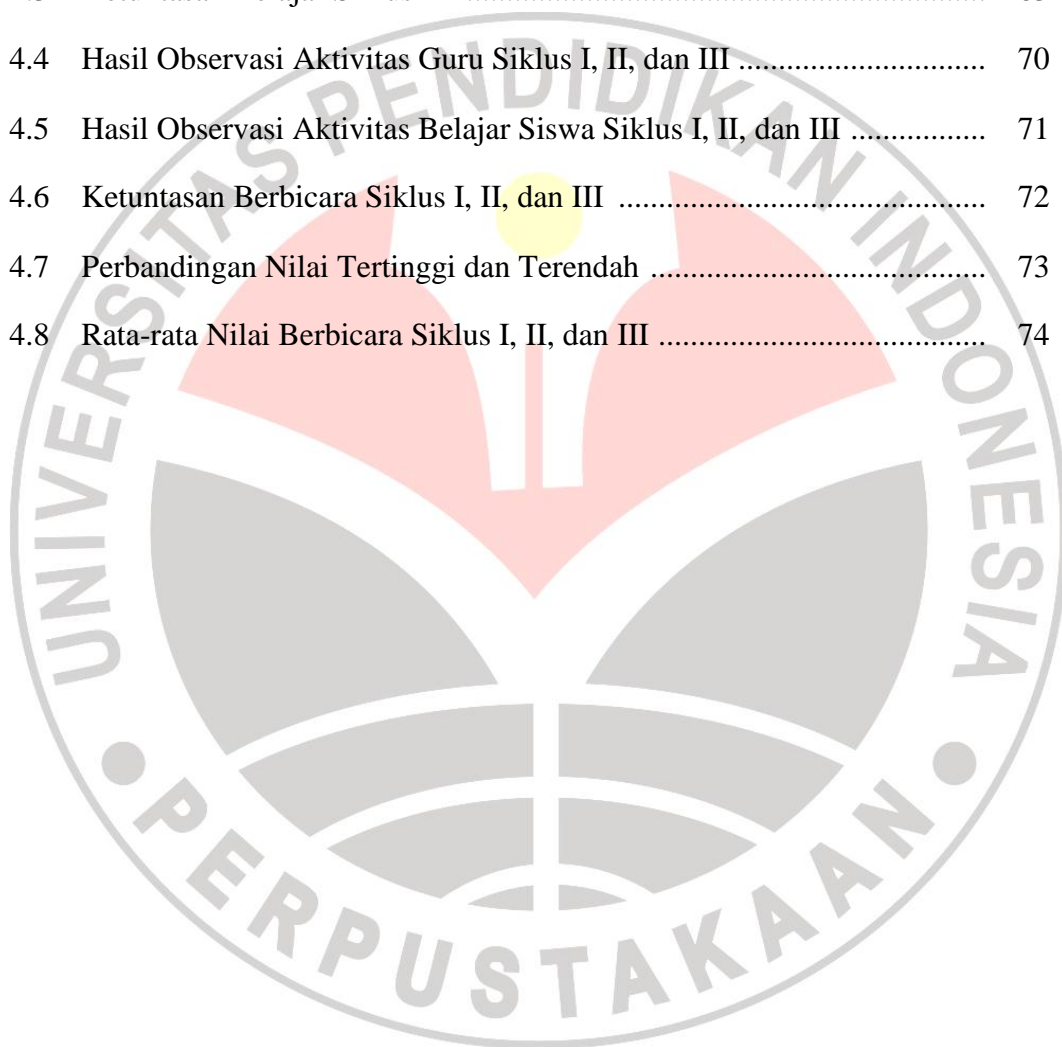 4.4 Hasil Observasi Aktivitas Guru Siklus I, II, dan III .............................. 70
4.5 Hasil Observasi Aktivitas Belajar Siswa Siklus I, II, dan III ................. 71
4.6 Ketuntasan Berbicara Siklus I, II, dan III .............................................. 72
4.7 Perbandingan Nilai Tertinggi dan Terendah .......................................... 73
4.8 Rata-rata Nilai Berbicara Siklus I, II, dan III ......................................... 74
UNIVERSITAS PENDIDIKAN INDONESIA
PERPUSTAKAAN